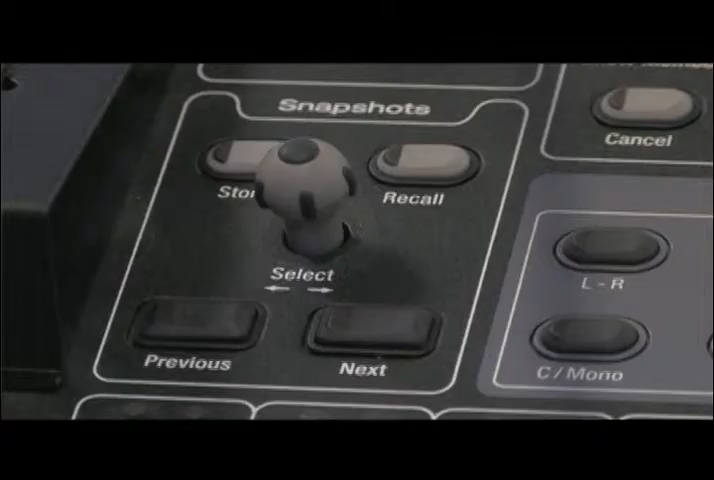 Snapshots
Cancel
Recall
Select
L - R
Previous
Next
C / Mono